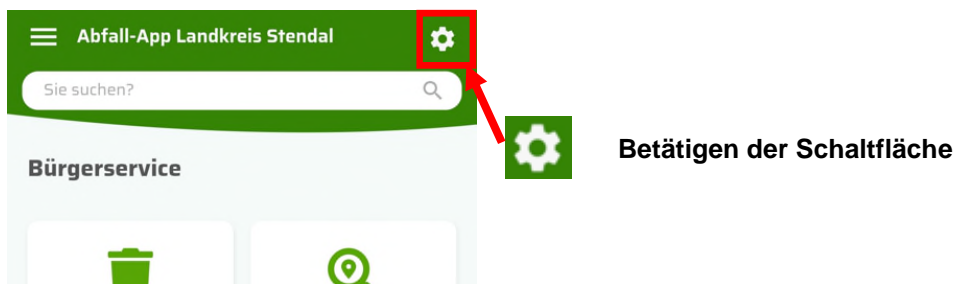 Abfall-App Landkreis Stendal
Sie suchen?
Betätigen der Schaltfläche
Bürgerservice